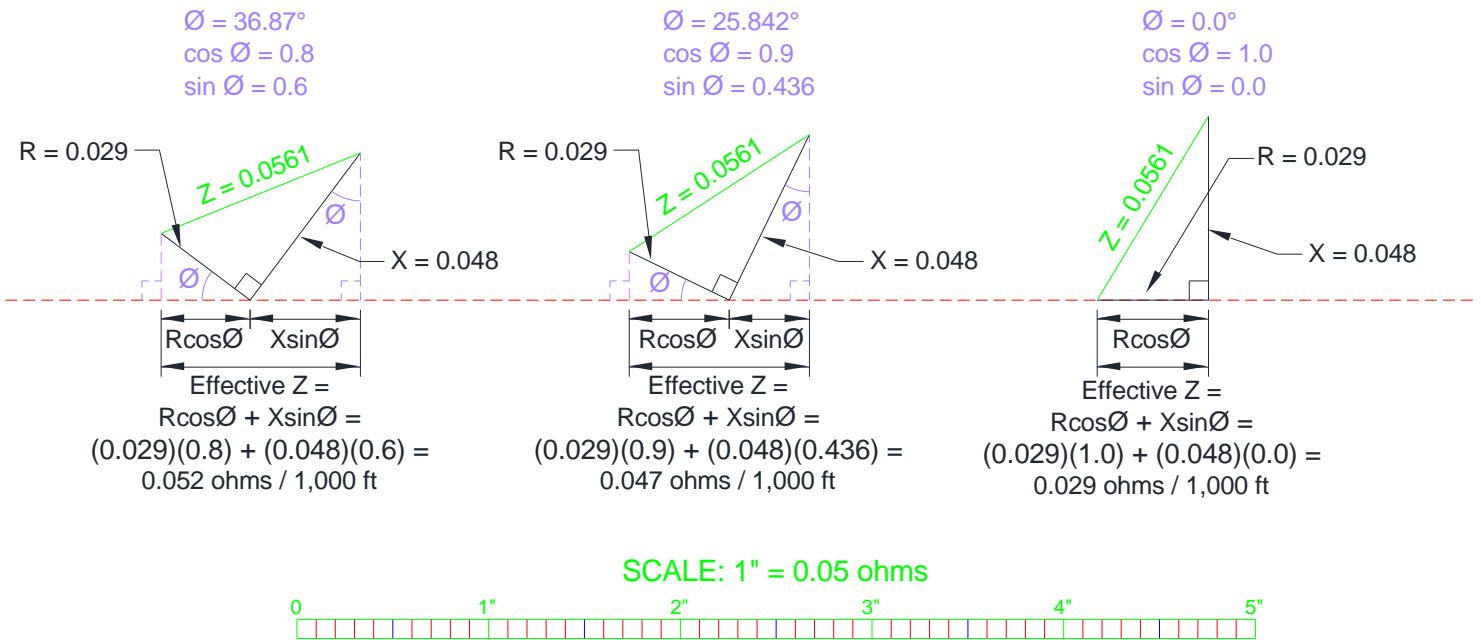 Ø = 36.87°
cos Ø = 0.8
sin Ø = 0.6
R = 0.029
Z = 0.0561
Ø
Ø
X = 0.048
RcosØ
XsinØ
Effective Z =
RcosØ + XsinØ =
(0.029)(0.8) + (0.048)(0.6) =
0.052 ohms / 1,000 ft
Ø = 25.842°
cos Ø = 0.9
sin Ø = 0.436
R = 0.029
Z = 0.0561
Ø
Ø
X = 0.048
RcosØ
XsinØ
Effective Z =
RcosØ + XsinØ =
(0.029)(0.9) + (0.048)(0.436) =
0.047 ohms / 1,000 ft
Ø = 0.0°
cos Ø = 1.0
sin Ø = 0.0
Z = 0.0561
R = 0.029
X = 0.048
RcosØ
Effective Z =
RcosØ + XsinØ =
(0.029)(1.0) + (0.048)(0.0) =
0.029 ohms / 1,000 ft
SCALE: 1" = 0.05 ohms
0 1" 2" 3" 4" 5"